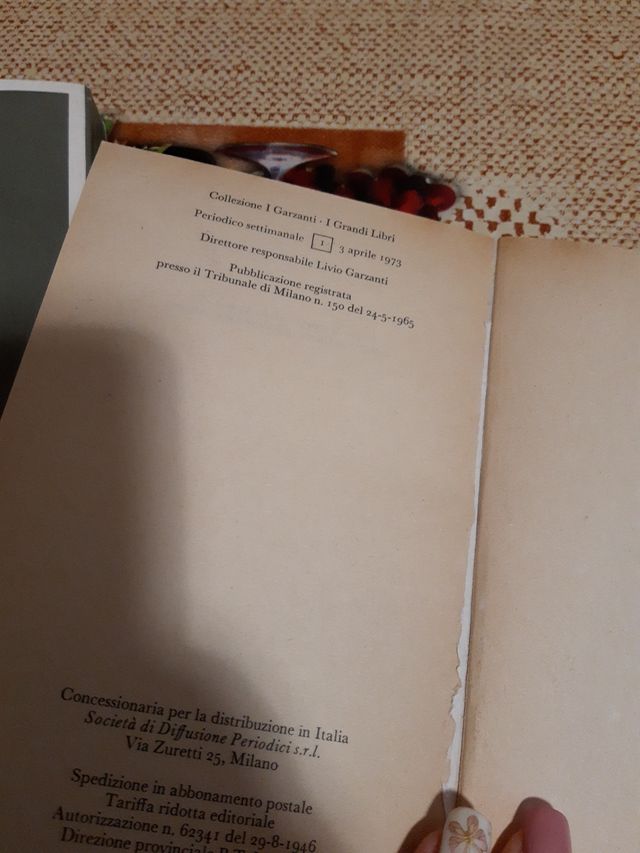 Collezione I Garzanti · I Grandi Libri
Periodico settimanale 1 3 aprile 1973
Direttore responsabile Livio Garzanti
Pubblicazione registrata
presso il Tribunale di Milano n. 150 del 24-5-1965
Concessionaria per la distribuzione in Italia
Società di Diffusione Periodici s.r.l.
Via Zuretti 25, Milano
Spedizione in abbonamento postale
Tariffa ridotta editoriale
Autorizzazione n. 62341 del 29-8-1946
Direzione provinciale P.T.